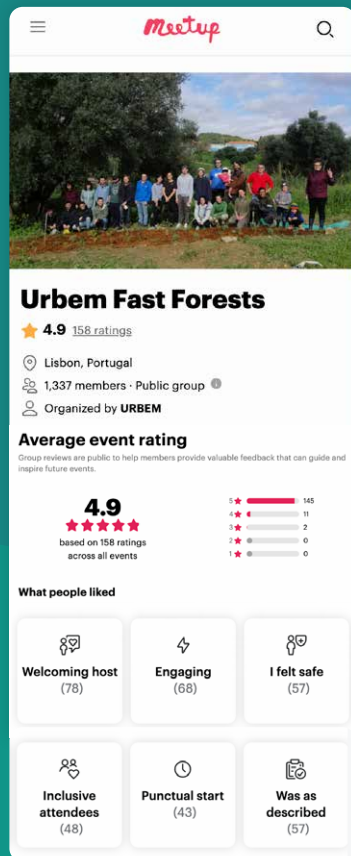 meetup
Urbem Fast Forests
4.9 158 ratings
Lisbon, Portugal
1,337 members · Public group
Organized by URBEM
Average event rating
Group reviews are public to help members provide valuable feedback that can guide and
inspire future events.
4.9
based on 158 ratings
across all events
5 145
4 11
3 2
2 0
1 0
What people liked
Welcoming host
(78)
Engaging
(68)
I felt safe
(57)
Inclusive
attendees
(48)
Punctual start
(43)
Was as
described
(57)